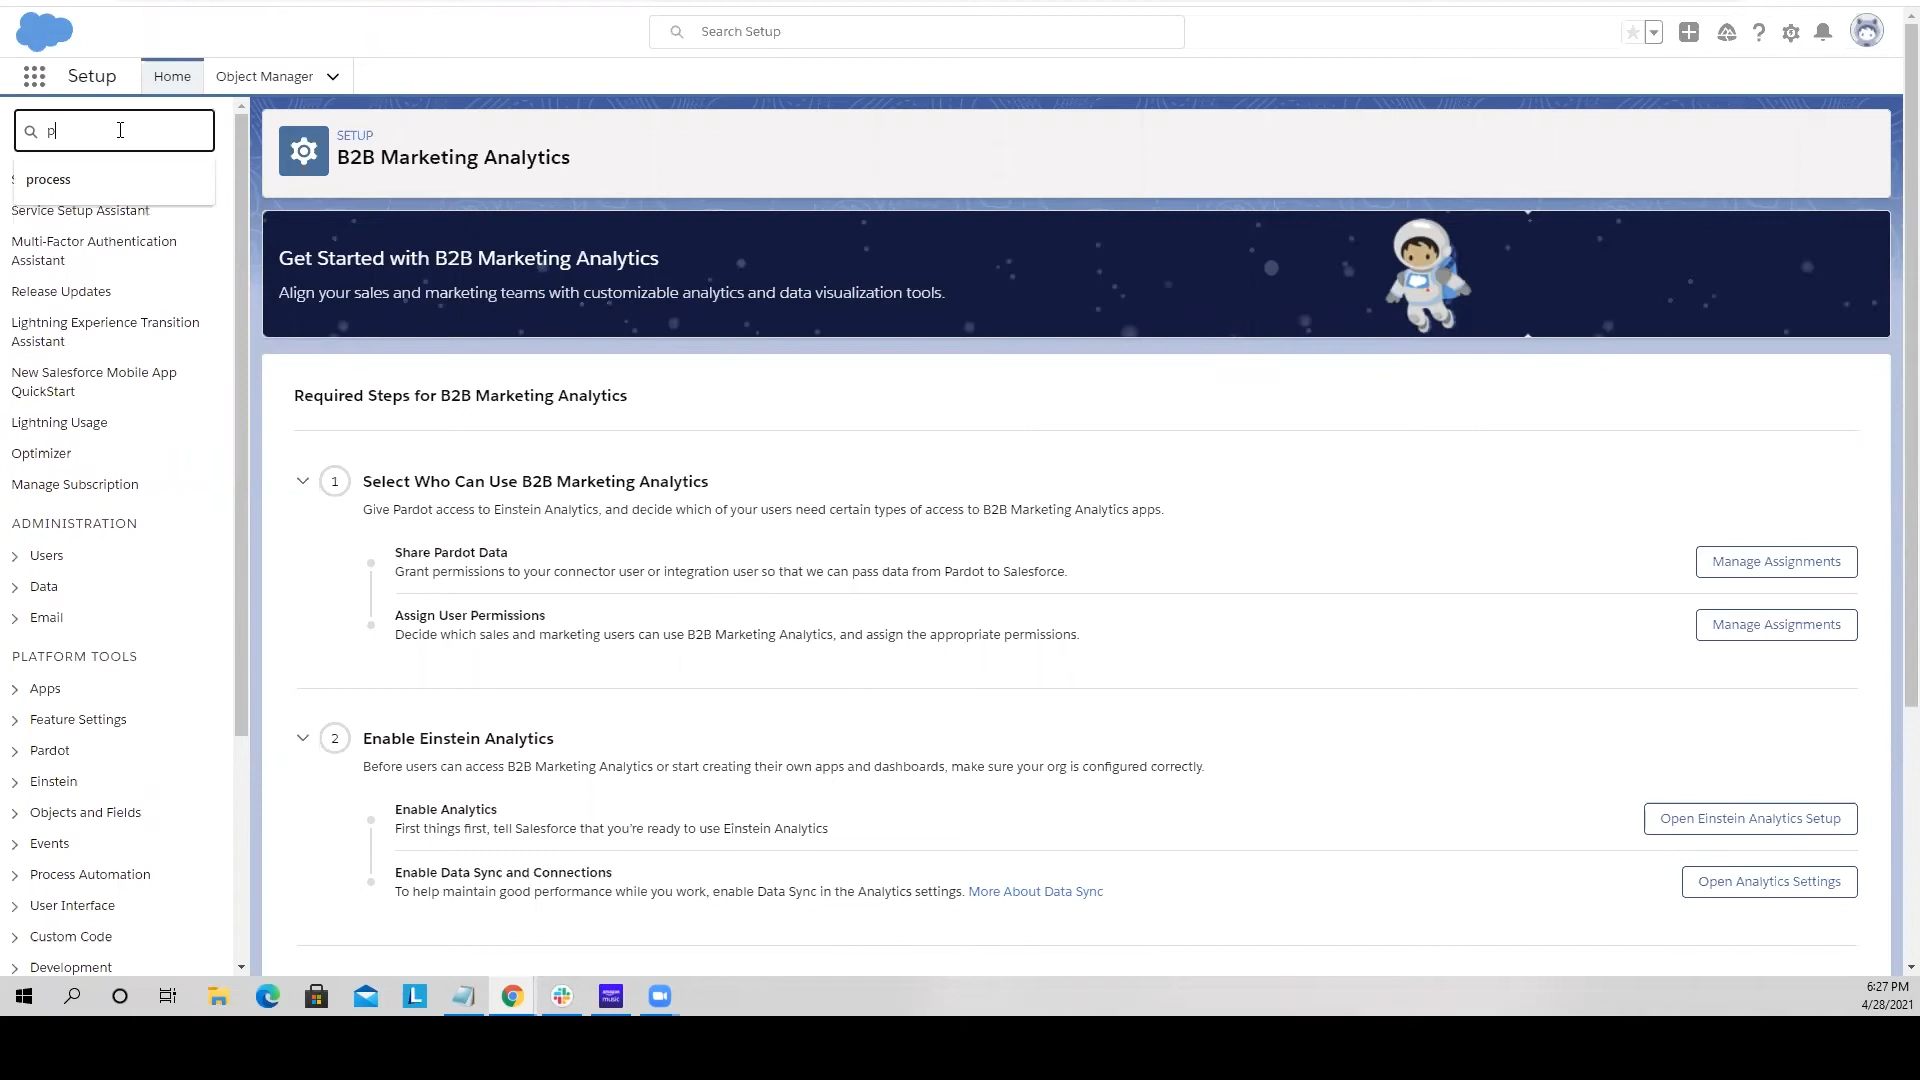 Search Setup
Setup
Home
Object Manager
p
process
Service Setup Assistant
Multi-Factor Authentication
Assistant
Release Updates
Lightning Experience Transition
Assistant
New Salesforce Mobile App
QuickStart
Lightning Usage
Optimizer
Manage Subscription
ADMINISTRATION
Users
Data
Email
PLATFORM TOOLS
Apps
Feature Settings
Pardot
Einstein
Objects and Fields
Events
Process Automation
User Interface
Custom Code
Development
SETUP
B2B Marketing Analytics
Get Started with B2B Marketing Analytics
Align your sales and marketing teams with customizable analytics and data visualization tools.
Required Steps for B2B Marketing Analytics
1
Select Who Can Use B2B Marketing Analytics
Give Pardot access to Einstein Analytics, and decide which of your users need certain types of access to B2B Marketing Analytics apps.
Share Pardot Data
Grant permissions to your connector user or integration user so that we can pass data from Pardot to Salesforce.
Manage Assignments
Assign User Permissions
Decide which sales and marketing users can use B2B Marketing Analytics, and assign the appropriate permissions.
Manage Assignments
2
Enable Einstein Analytics
Before users can access B2B Marketing Analytics or start creating their own apps and dashboards, make sure your org is configured correctly.
Enable Analytics
First things first, tell Salesforce that you're ready to use Einstein Analytics
Open Einstein Analytics Setup
Enable Data Sync and Connections
To help maintain good performance while you work, enable Data Sync in the Analytics settings. More About Data Sync
Open Analytics Settings
L
amazon
music
6:27 PM
4/28/2021